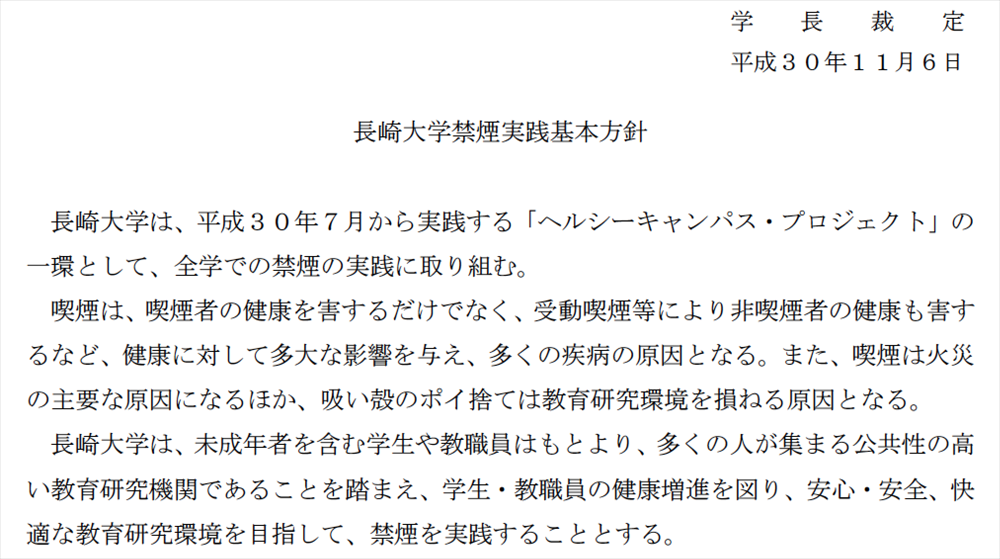 学長裁定
平成３０年１１月６日
長崎大学禁煙実践基本方針
長崎大学は、平成３０年７月から実践する「ヘルシーキャンパス・プロジェクト」の
一環として、全学での禁煙の実践に取り組む。
喫煙は、喫煙者の健康を害するだけでなく、受動喫煙等により非喫煙者の健康も害す
るなど、健康に対して多大な影響を与え、多くの疾病の原因となる。また、喫煙は火災
の主要な原因になるほか、吸い殻のポイ捨ては教育研究環境を損ねる原因となる。
長崎大学は、未成年者を含む学生や教職員はもとより、多くの人が集まる公共性の高
い教育研究機関であることを踏まえ、学生・教職員の健康増進を図り、安心・安全、快
適な教育研究環境を目指して、禁煙を実践することとする。